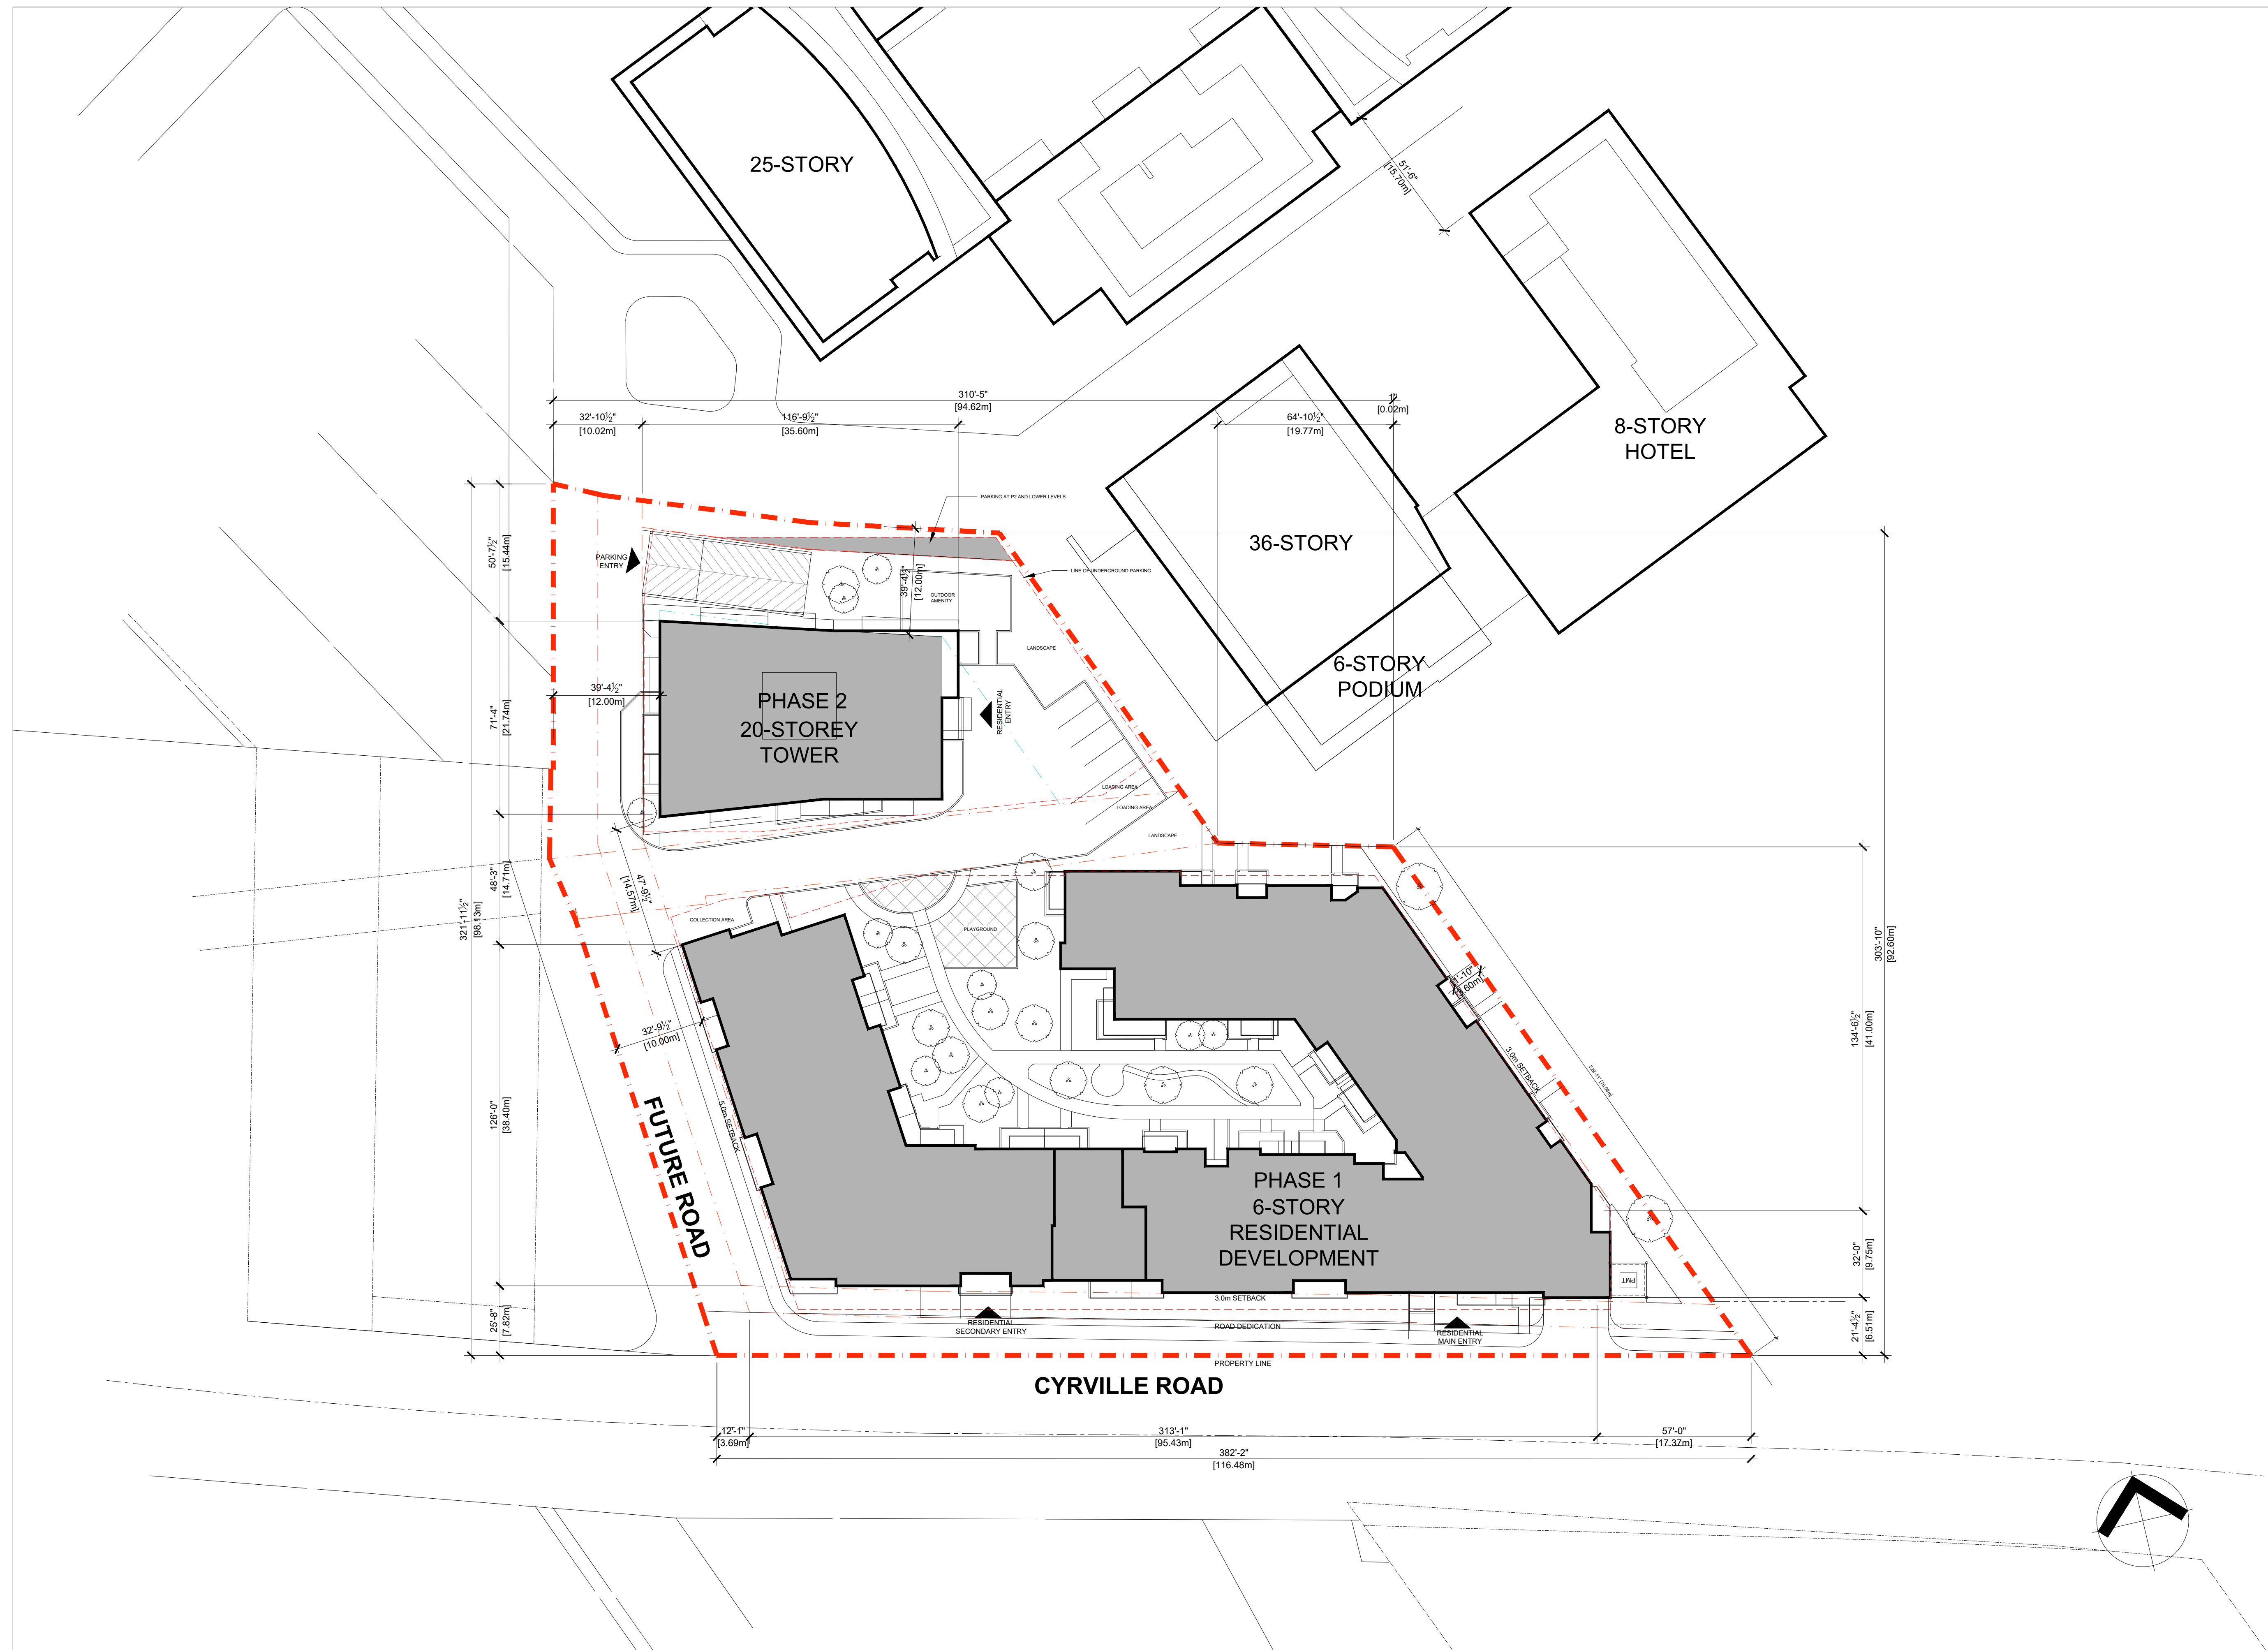 25-STORY
51'-6"
[15.70m]
310'-5"
[94.62m]
1"
[0.02m]
32'-10½"
[10.02m]
116'-9½"
[35.60m]
64'-10½"
[19.77m]
8-STORY
HOTEL
PARKING AT P2 AND LOWER LEVELS
36-STORY
PARKING
ENTRY
LINE OF UNDERGROUND PARKING
50'-7½"
[15.44m]
39'-4½"
[12.00m]
OUTDOOR
AMENITY
LANDSCAPE
6-STORY
PODIUM
39'-4½"
[12.00m]
PHASE 2
20-STOREY
TOWER
RESIDENTIAL
ENTRY
71'-4"
[21.74m]
LOADING AREA
LOADING AREA
LANDSCAPE
48'-3"
[14.71m]
47'-9½"
[14.57m]
321'-11½"
[98.13m]
COLLECTION AREA
PLAYGROUND
303'-10"
[92.60m]
[3.60m]
32'-9½"
[10.00m]
134'-6½"
[41.00m]
3.0m SETBACK
126'-0"
[38.40m]
5.0m SETBACK
FUTURE ROAD
PHASE 1
6-STORY
RESIDENTIAL
DEVELOPMENT
32'-0"
[9.75m]
PMT
3.0m SETBACK
25'-8"
[7.82m]
RESIDENTIAL
SECONDARY ENTRY
ROAD DEDICATION
RESIDENTIAL
MAIN ENTRY
21'-4½"
[6.51m]
PROPERTY LINE
CYRVILLE ROAD
12'-1"
[3.69m]
313'-1"
[95.43m]
57'-0"
[17.37m]
382'-2"
[116.48m]